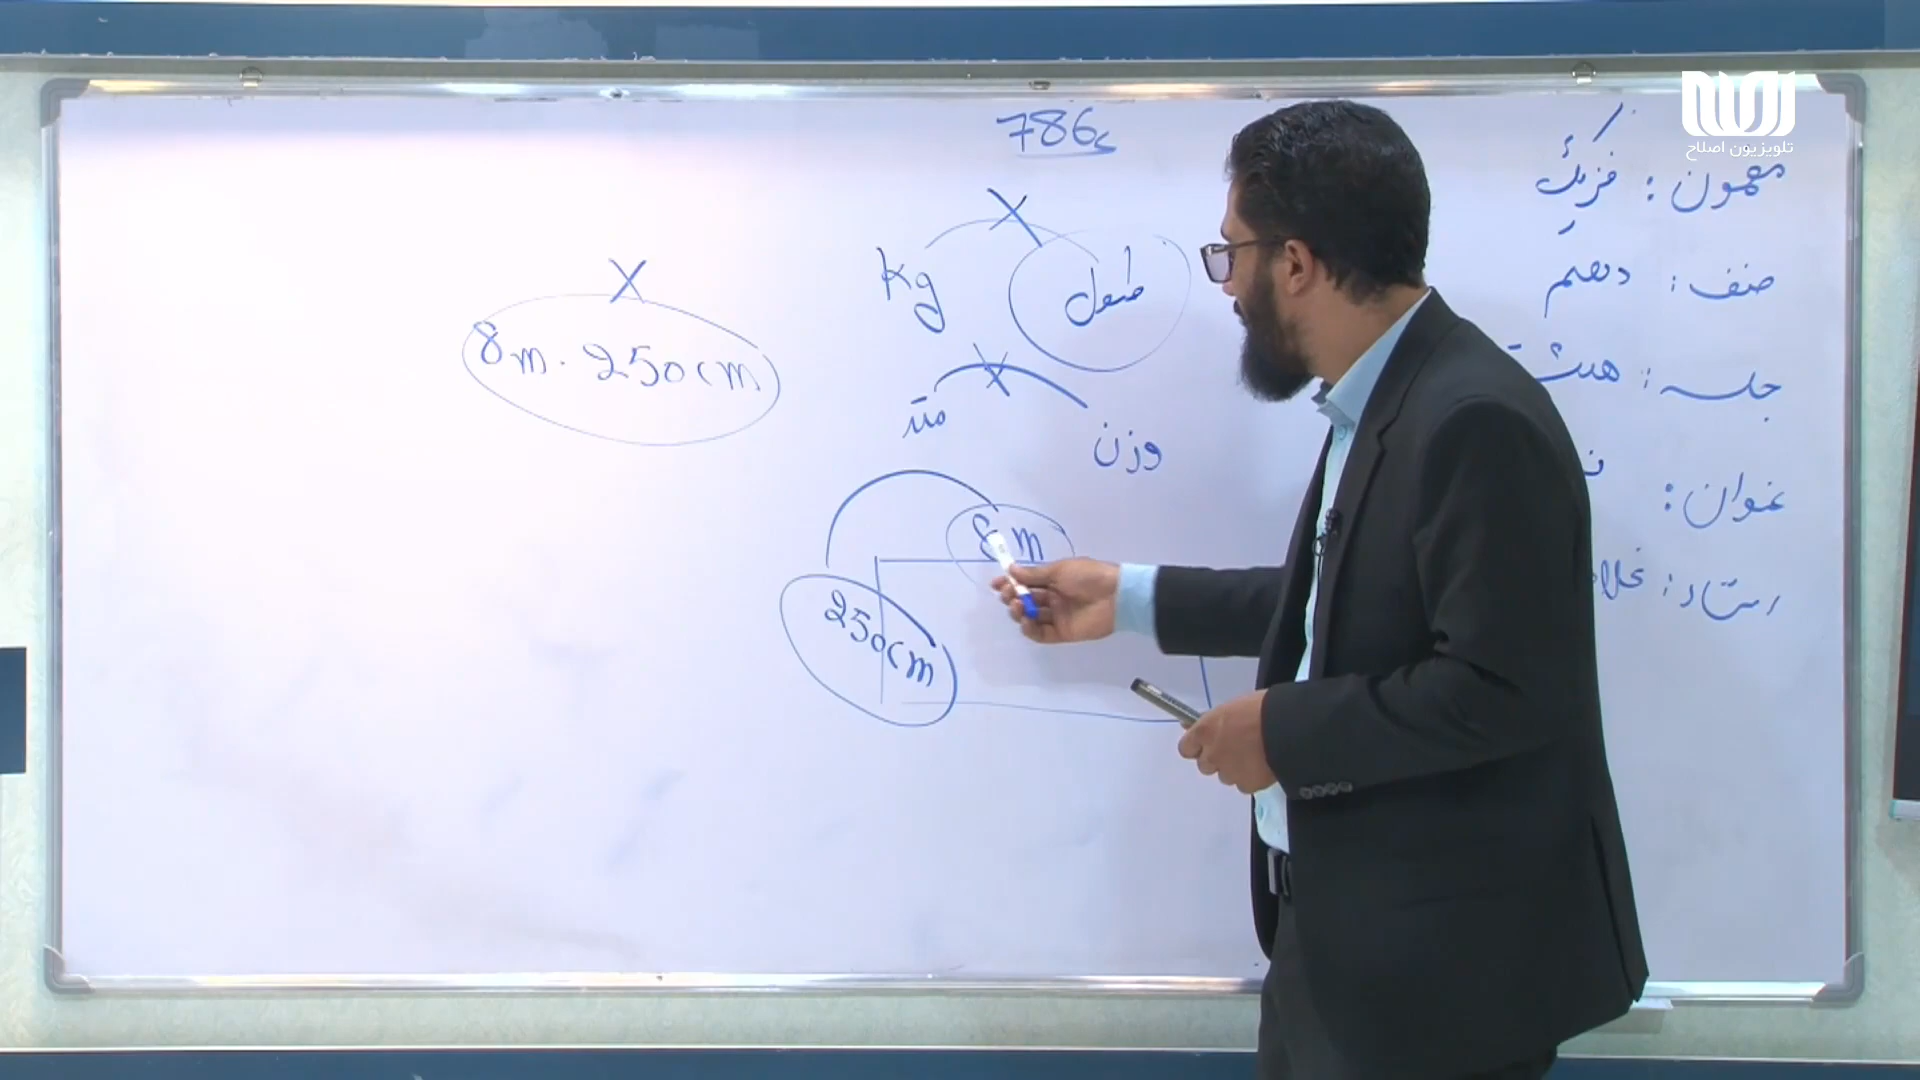 تلویزیون اصلاح
786
مضمون: فزیک
صنف: دهم
جلسه: هشت
عنوان:
استاد: غلام
Kg طول
متر وزن
8m
250cm
8m . 250cm